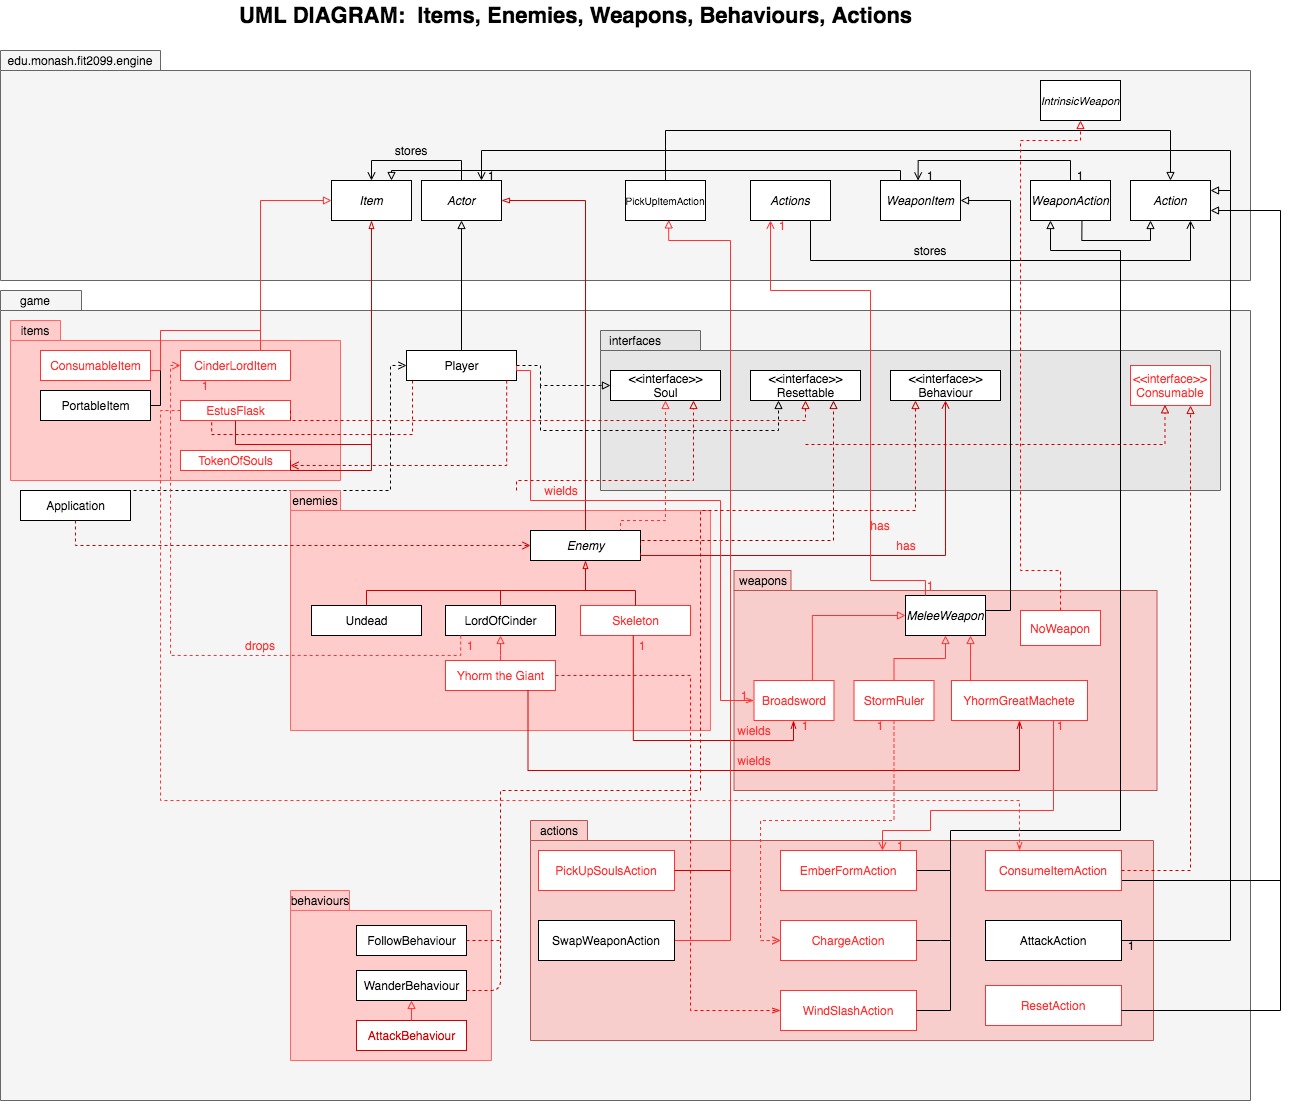 UML DIAGRAM:  Items, Enemies, Weapons, Behaviours, Actions
edu.monash.fit2099.engine
IntrinsicWeapon
stores
1
1
1
Item
Actor
PickUpItemAction
Actions
WeaponItem
WeaponAction
Action
1
stores
game
items
interfaces
ConsumableItem
CinderLordItem
Player
<<interface>>
Soul
<<interface>>
Resettable
<<interface>>
Behaviour
<<interface>>
Consumable
1
PortableItem
EstusFlask
TokenOfSouls
wields
Application
enemies
has
Enemy
has
weapons
1
Undead
LordOfCinder
Skeleton
MeleeWeapon
NoWeapon
drops
1
1
Yhorm the Giant
1
Broadsword
StormRuler
YhormGreatMachete
wields
1
1
1
wields
actions
1
PickUpSoulsAction
EmberFormAction
ConsumeItemAction
behaviours
FollowBehaviour
SwapWeaponAction
ChargeAction
AttackAction
1
WanderBehaviour
WindSlashAction
ResetAction
AttackBehaviour